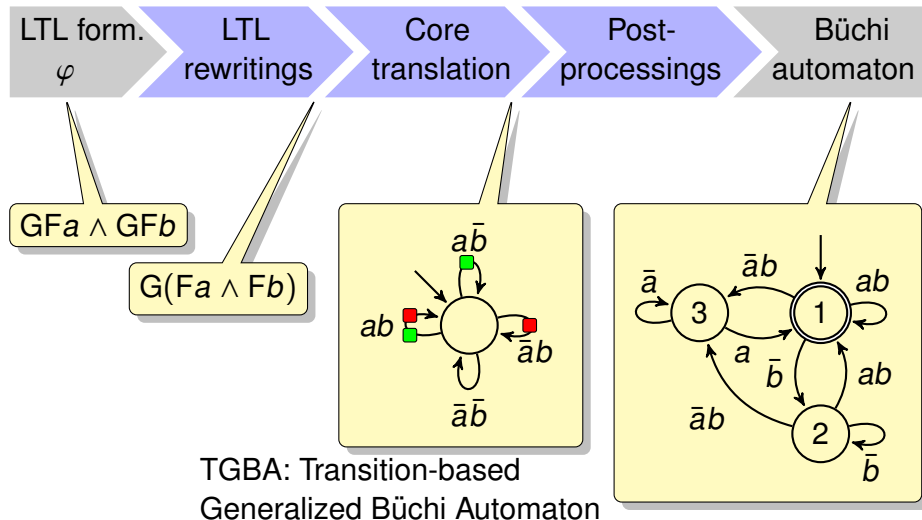 LTL form.
φ
LTL
rewritings
Core
translation
Post-
processings
Büchi
automaton
GFa ∧ GFb
G(Fa ∧ Fb)
ab̄
ab
āb
āb̄
TGBA: Transition-based
Generalized Büchi Automaton
ā
āb
ab
3
1
a
b̄
ab
āb
2
b̄